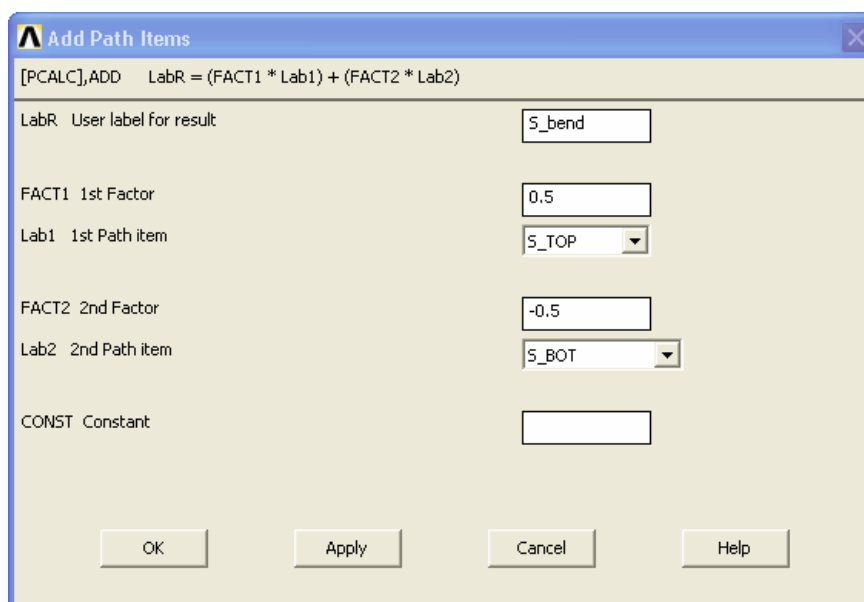 Add Path Items
[PCALC],ADD LabR = (FACT1 * Lab1) + (FACT2 * Lab2)
LabR User label for result S_bend
FACT1 1st Factor 0.5
Lab1 1st Path item S_TOP
FACT2 2nd Factor -0.5
Lab2 2nd Path item S_BOT
CONST Constant
OK Apply Cancel Help